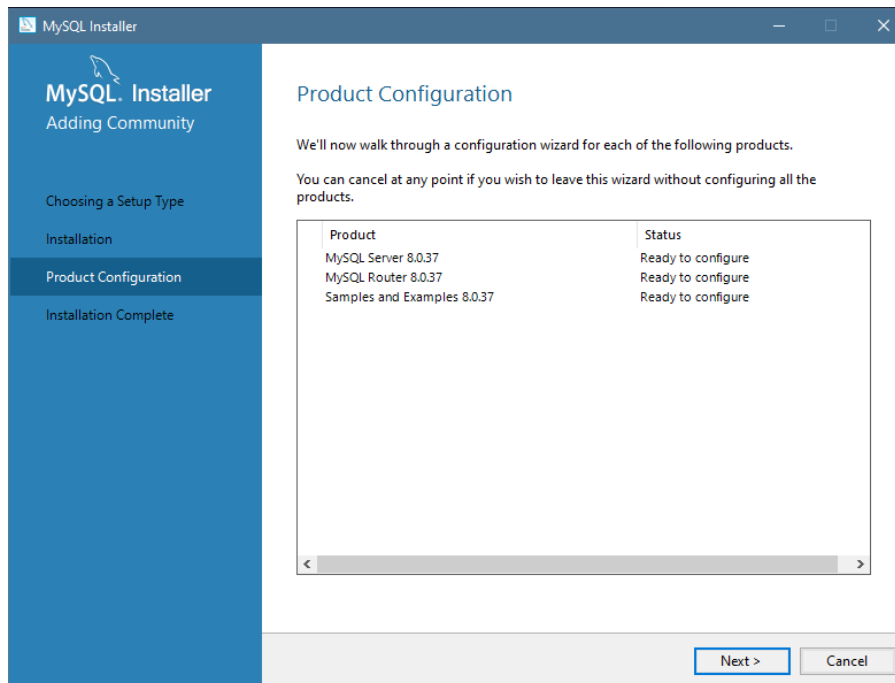 MySQL Installer
MySQL. Installer
Adding Community
Choosing a Setup Type
Installation
Product Configuration
Installation Complete
Product Configuration
We'll now walk through a configuration wizard for each of the following products.
You can cancel at any point if you wish to leave this wizard without configuring all the
products.
Product Status
MySQL Server 8.0.37 Ready to configure
MySQL Router 8.0.37 Ready to configure
Samples and Examples 8.0.37 Ready to configure
Next > Cancel